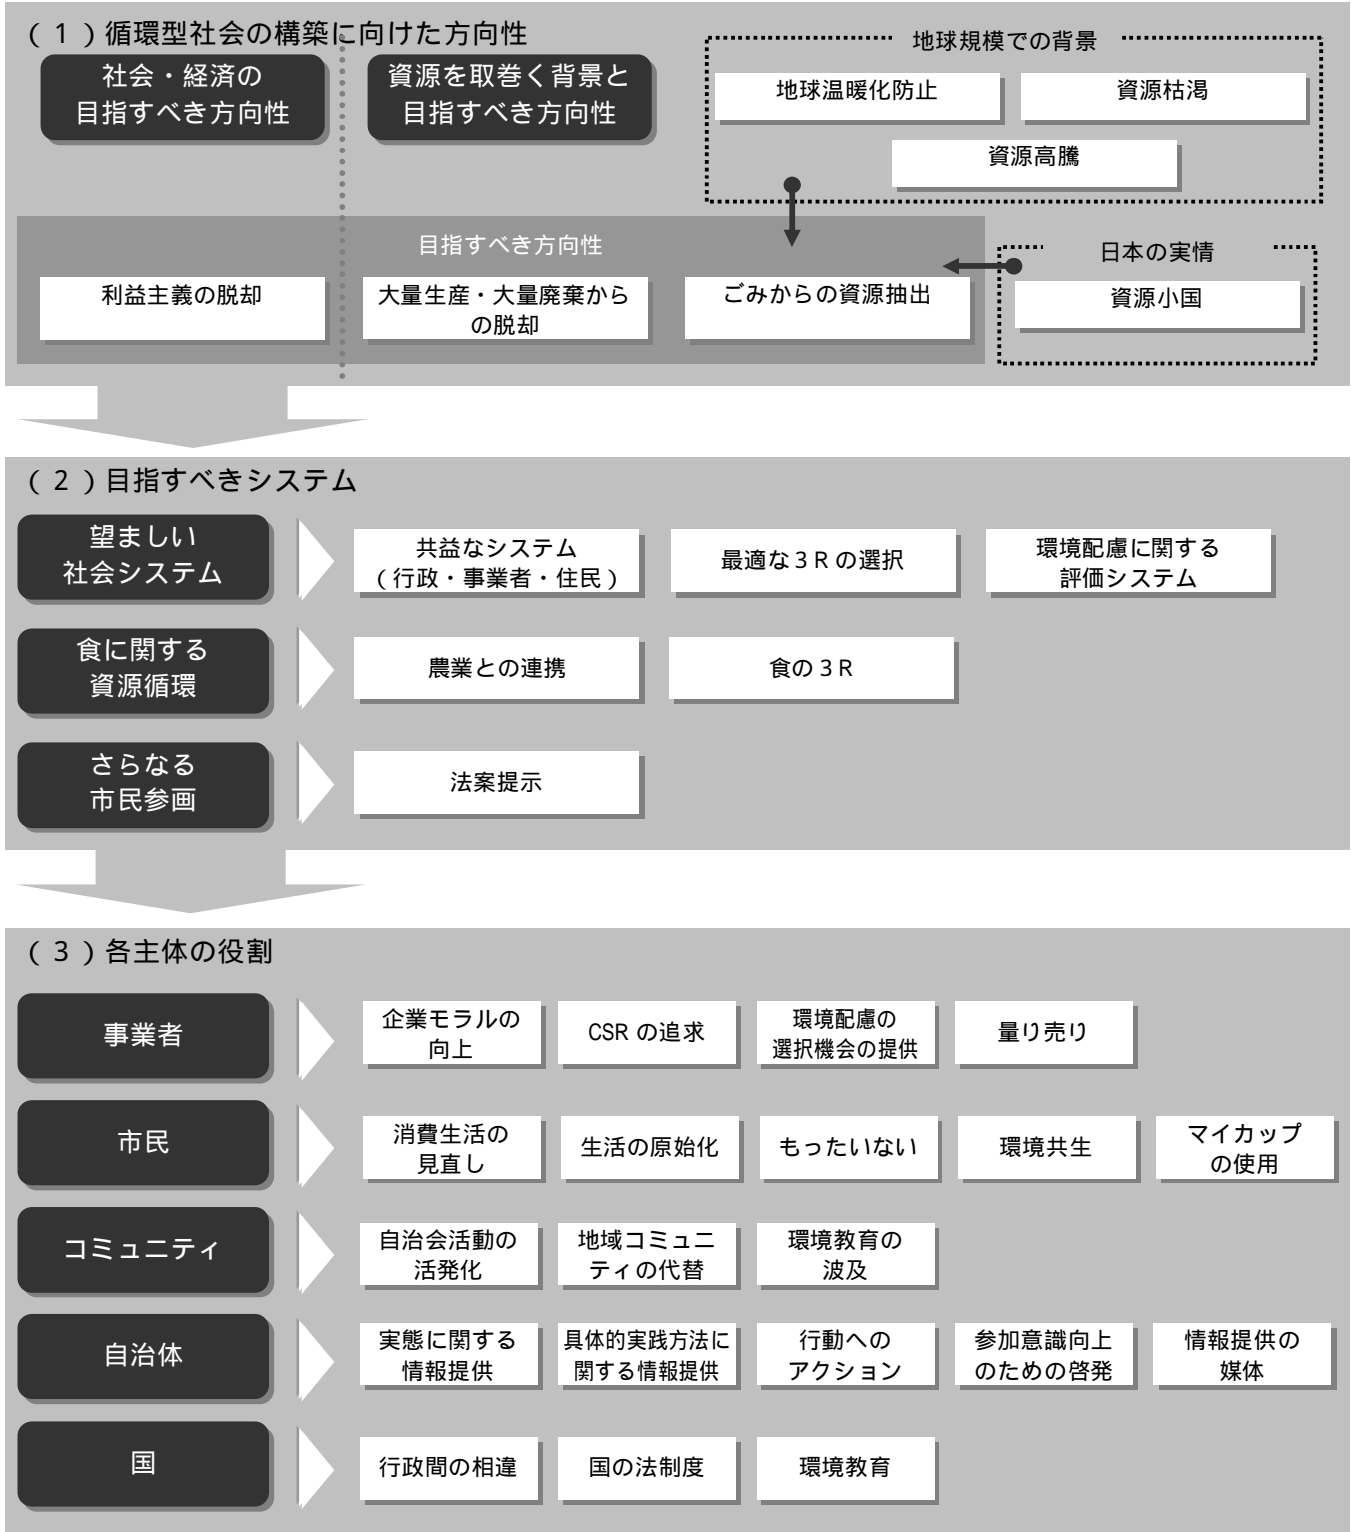 （１）循環型社会の構築に向けた方向性
社会・経済の
目指すべき方向性
資源を取巻く背景と
目指すべき方向性
地球規模での背景
地球温暖化防止
資源枯渇
資源高騰
目指すべき方向性
利益主義の脱却
大量生産・大量廃棄から
の脱却
ごみからの資源抽出
日本の実情
資源小国
（２）目指すべきシステム
望ましい
社会システム
共益なシステム
（行政・事業者・住民）
最適な３Ｒの選択
環境配慮に関する
評価システム
食に関する
資源循環
農業との連携
食の３Ｒ
さらなる
市民参画
法案提示
（３）各主体の役割
事業者
企業モラルの
向上
CSR の追求
環境配慮の
選択機会の提供
量り売り
市民
消費生活の
見直し
生活の原始化
もったいない
環境共生
マイカップ
の使用
コミュニティ
自治会活動の
活発化
地域コミュニ
ティの代替
環境教育の
波及
自治体
実態に関する
情報提供
具体的実践方法に
関する情報提供
行動への
アクション
参加意識向上
のための啓発
情報提供の
媒体
国
行政間の相違
国の法制度
環境教育